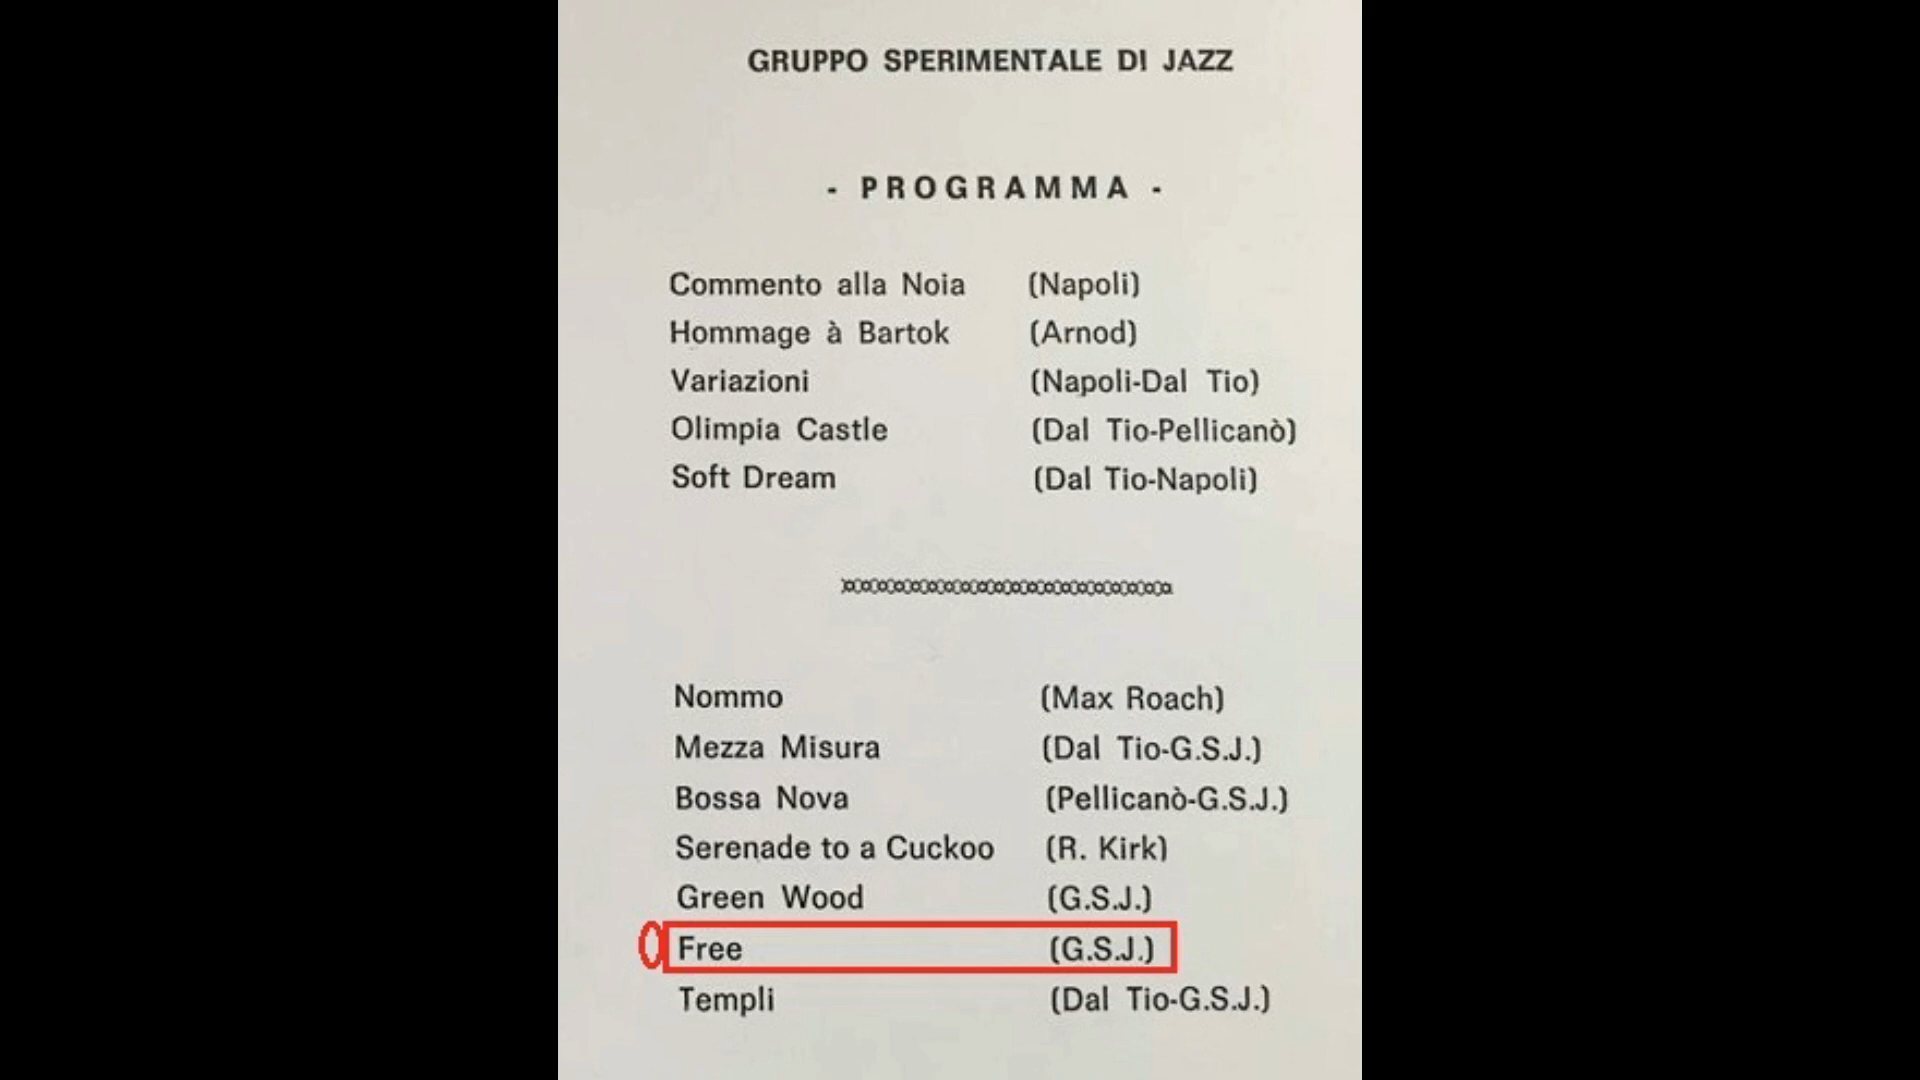 GRUPPO SPERIMENTALE DI JAZZ
- PROGRAMMA -
Commento alla Noia (Napoli)
Hommage à Bartok (Arnod)
Variazioni (Napoli-Dal Tio)
Olimpia Castle (Dal Tio-Pellicanò)
Soft Dream (Dal Tio-Napoli)
Nommo (Max Roach)
Mezza Misura (Dal Tio-G.S.J.)
Bossa Nova (Pellicanò-G.S.J.)
Serenade to a Cuckoo (R. Kirk)
Green Wood (G.S.J.)
Free (G.S.J.)
Templi (Dal Tio-G.S.J.)